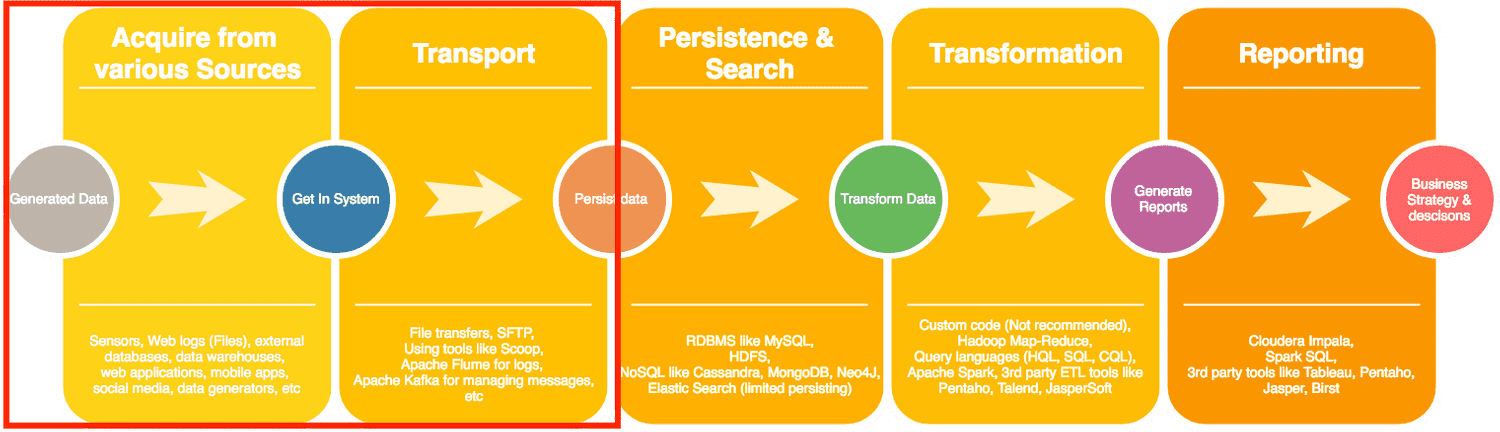 Acquire from
various Sources
Generated Data
Sensors, Web logs (Files), external
databases, data warehouses,
web applications, mobile apps,
social media, data generators, etc
Transport
Get In System
File transfers, SFTP,
Using tools like Scoop,
Apache Flume for logs,
Apache Kafka for managing messages,
etc
Persistence &
Search
Persist data
RDBMS like MySQL,
HDFS,
NoSQL like Cassandra, MongoDB, Neo4J,
Elastic Search (limited persisting)
Transformation
Transform Data
Custom code (Not recommended),
Hadoop Map-Reduce,
Query languages (HQL, SQL, CQL),
Apache Spark, 3rd party ETL tools like
Pentaho, Talend, JasperSoft
Reporting
Generate
Reports
Cloudera Impala,
Spark SQL,
3rd party tools like Tableau, Pentaho,
Jasper, Birst
Business
Strategy &
descisons